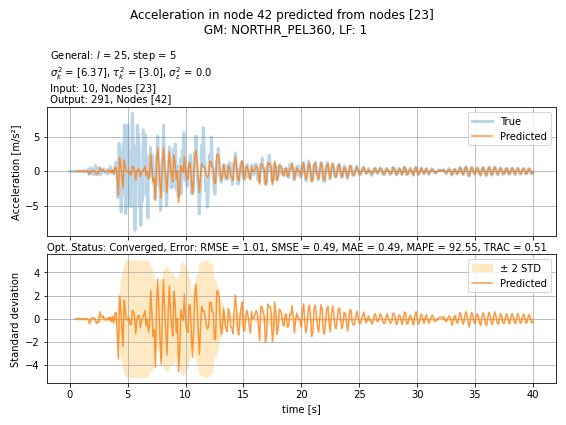 Acceleration in node 42 predicted from nodes [23]
GM: NORTHR_PEL360, LF: 1
General: l = 25, step = 5
σ²ₖ = [6.37], τ²ₖ = [3.0], σ²ε = 0.0
Input: 10, Nodes [23]
Output: 291, Nodes [42]
True
Predicted
Acceleration [m/s²]
5
0
−5
Opt. Status: Converged, Error: RMSE = 1.01, SMSE = 0.49, MAE = 0.49, MAPE = 92.55, TRAC = 0.51
± 2 STD
Predicted
Standard deviation
4
2
0
−2
−4
0 5 10 15 20 25 30 35 40
time [s]